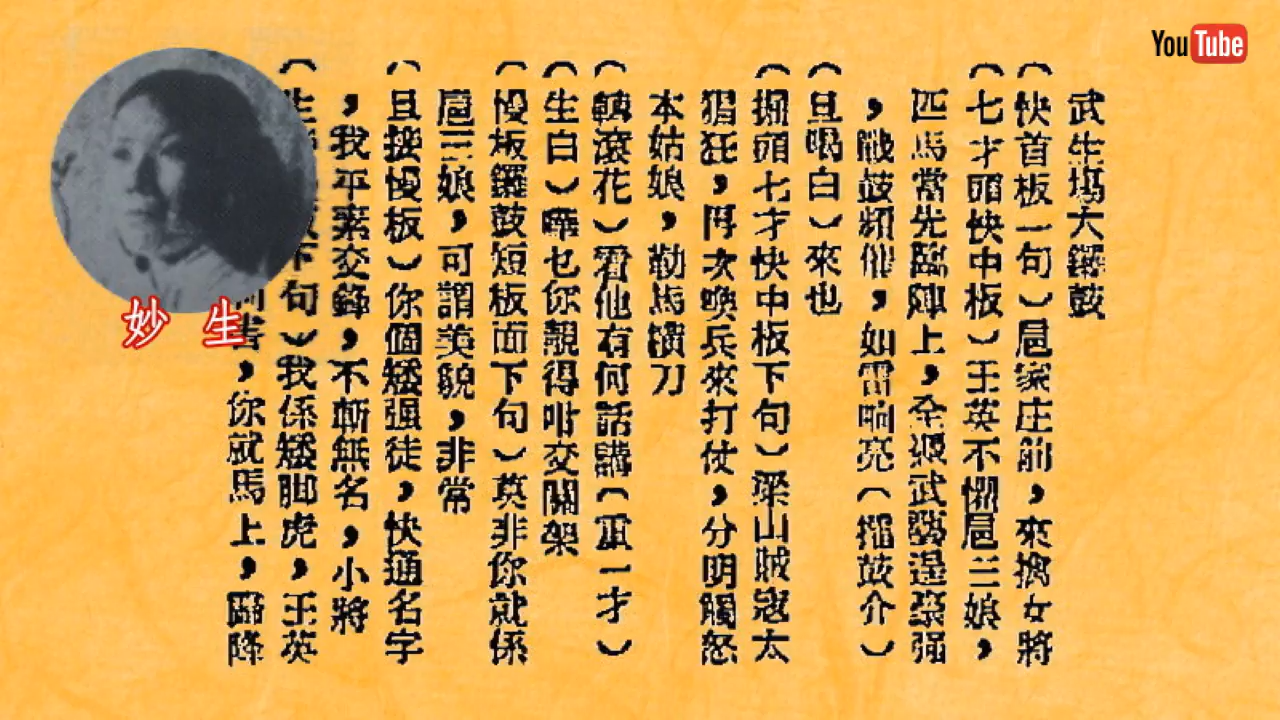 YouTube
武生塲大鑼鼓
（快首板一句）扈家庄前，來擒女將
（七才頭快中板）王英不懼扈三娘，
匹馬當先臨陣上，全憑武藝逞豪强
，戰鼓頻催，如雷响亮（擂鼓介）
（旦喝白）來也
（掘頭七才快中板下句）梁山賊寇太
猖狂，再次喚兵來打仗，分明觸怒
本姑娘，勒馬橫刀
（轉滾花）看他有何話講（重一才）
（生白）嘩乜你靚得咁交關架
（慢板鑼鼓短板面下句）莫非你就係
扈三娘，可謂美貌，非常
（旦接慢板）你個矮强徒，快通名字
，我平素交鋒，不斬無名，小將
（生 下句）我係矮脚虎，王英
，你就馬上，歸降
妙生